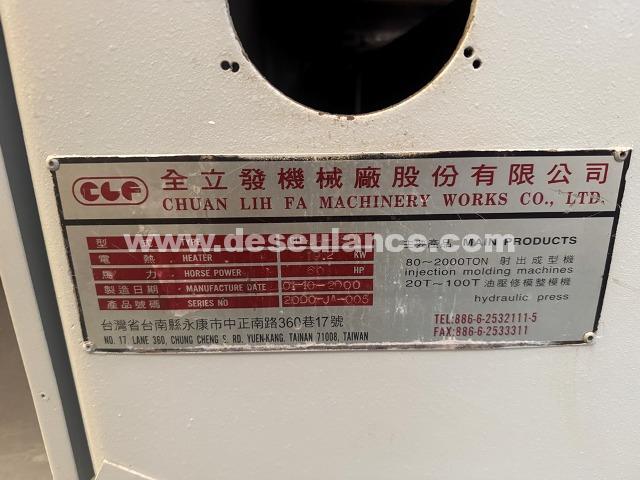 CLF 全立發機械廠股份有限公司
CHUAN LIH FA MACHINERY WORKS CO., LTD.
www.deseulance.com
型 式 TYPE
主要產品 MAIN PRODUCTS
電 熱 HEATER 19.2 KW
80～2000TON 射出成型機
馬 力 HORSE POWER HP
injection molding machines
製造日期 MANUFACTURE DATE 01-10-2000
20T～100T 油壓修模整模機
產品號碼 SERIES NO 2000-JA-005
hydraulic press
台灣省台南縣永康市中正南路360巷17號
TEL:886-6-2532111-5
NO. 17 LANE 360, CHUNG CHENG S. RD. YUEN-KANG. TAINAN 71008, TAIWAN
FAX:886-6-2533311